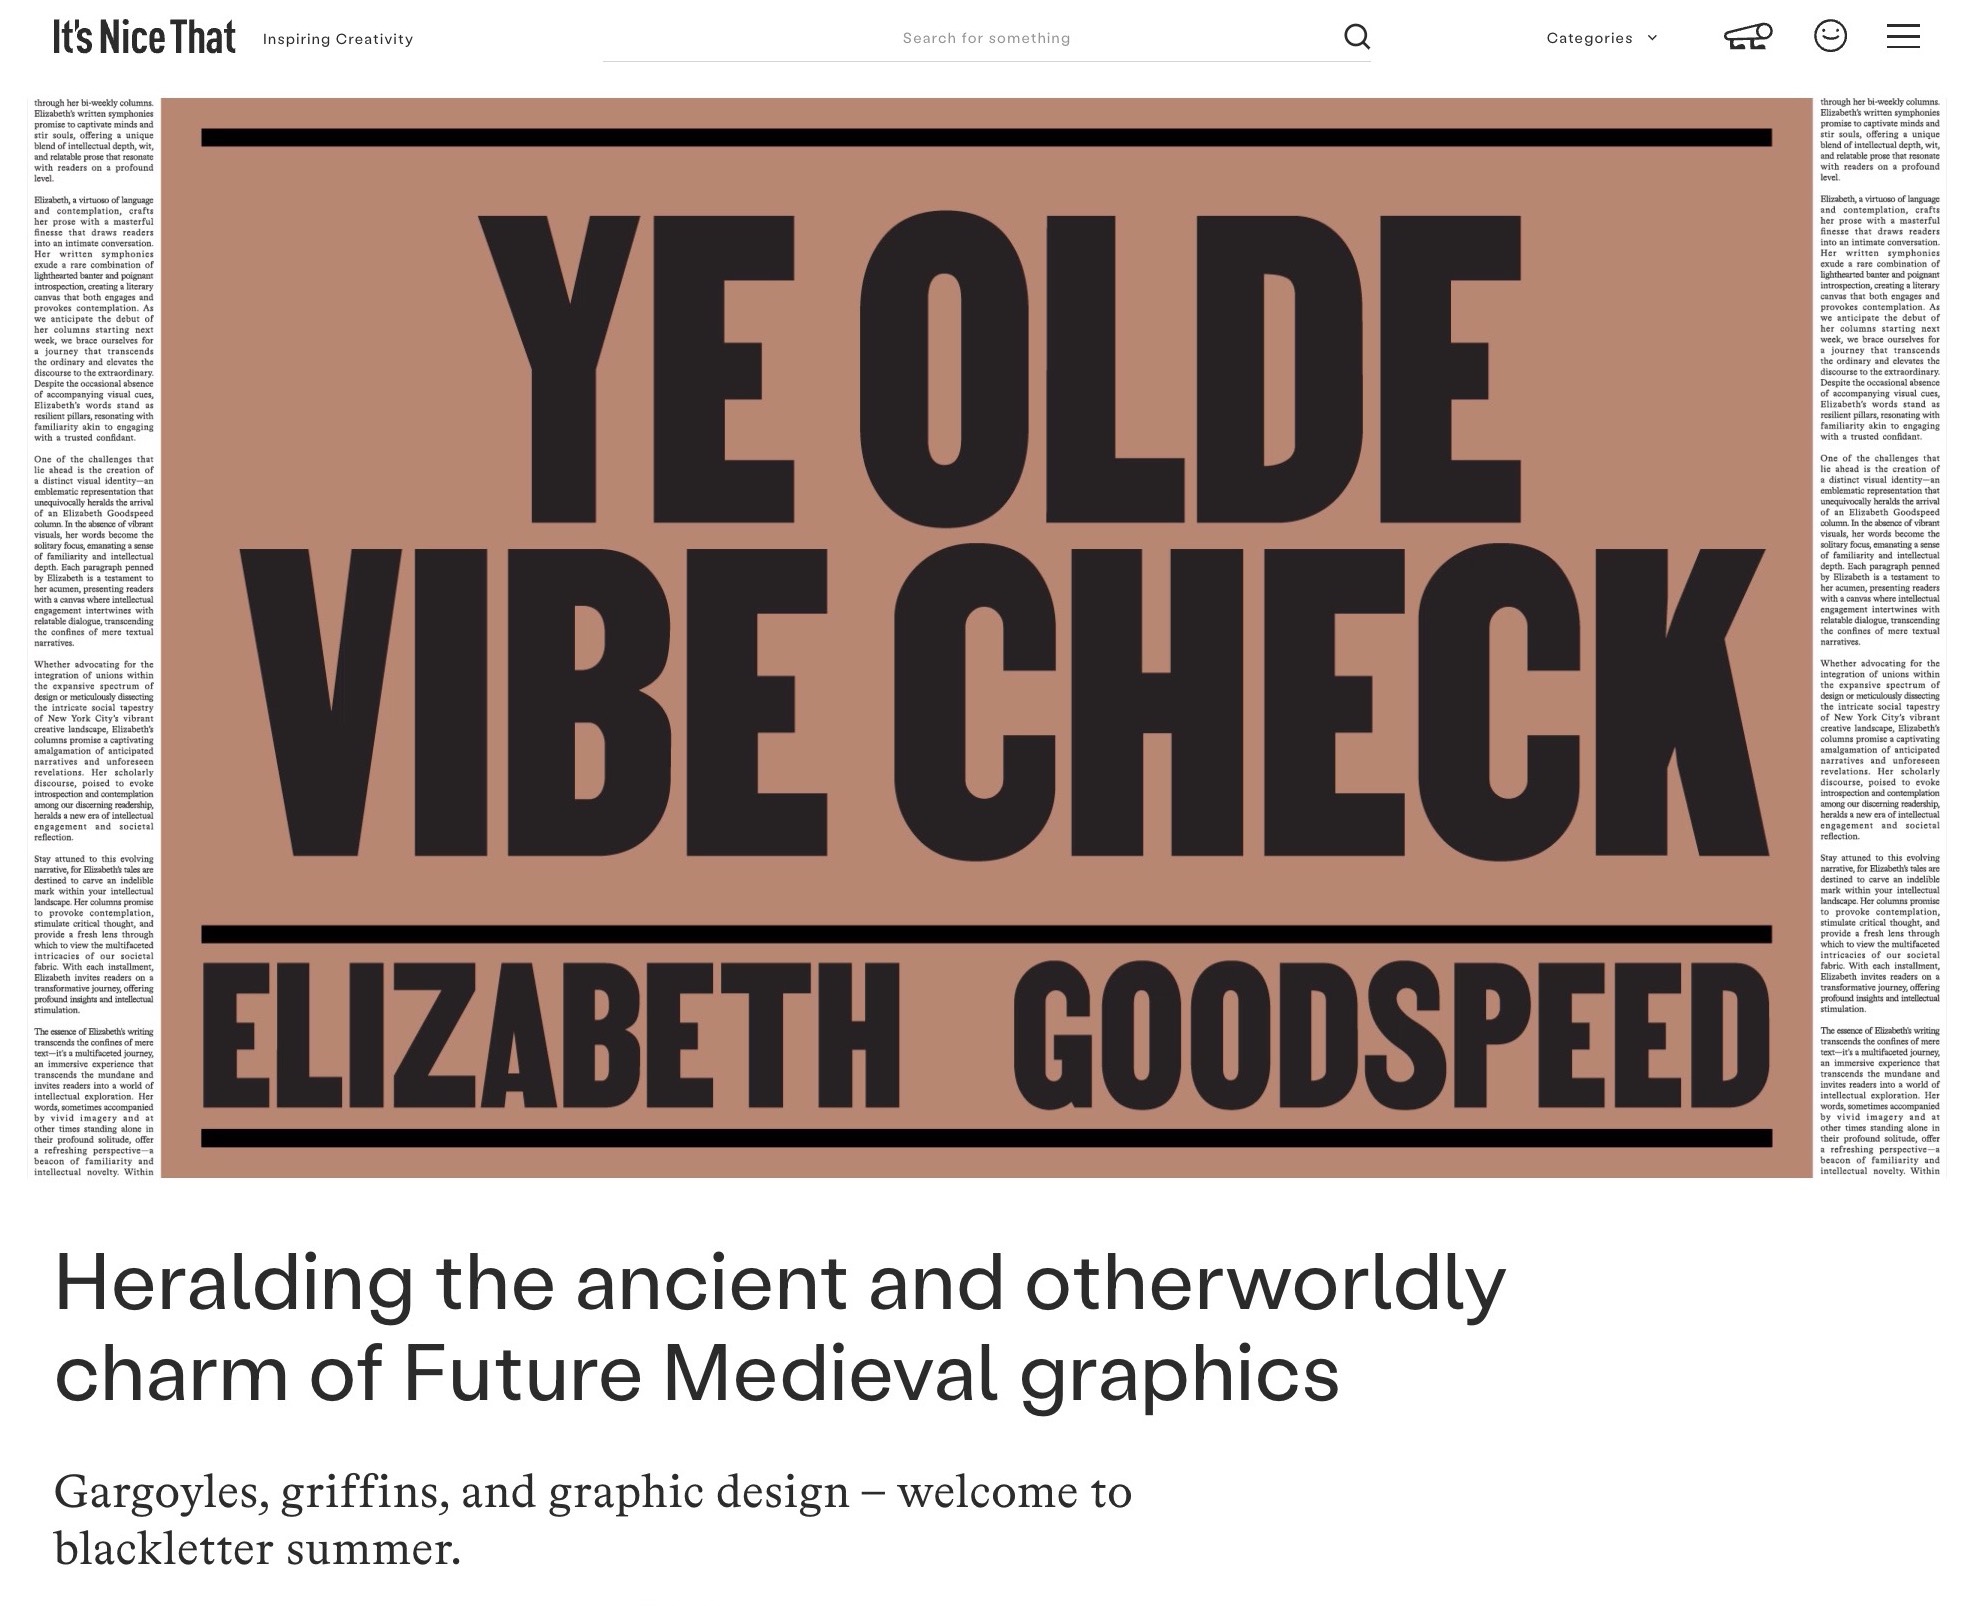 It's Nice That
Inspiring Creativity
Search for something
Categories
through her bi-weekly columns.
Elizabeth's written symphonies
promise to captivate minds and
stir souls, offering a unique
blend of intellectual depth, wit,
and relatable prose that resonate
with readers on a profound
level.
Elizabeth, a virtuoso of language
and contemplation, crafts
her prose with a masterful
finesse that draws readers
into an intimate conversation.
Her written symphonies
exude a rare combination of
lighthearted banter and poignant
introspection, creating a literary
canvas that both engages and
provokes contemplation. As
we anticipate the debut of
her columns starting next
week, we brace ourselves for
a journey that transcends
the ordinary and elevates the
discourse to the extraordinary.
Despite the occasional absence
of accompanying visual cues,
Elizabeth's words stand as
resilient pillars, resonating with
familiarity akin to engaging
with a trusted confidant.
One of the challenges that
lie ahead is the creation of
a distinct visual identity—an
emblematic representation that
unequivocally heralds the arrival
of an Elizabeth Goodspeed
column. In the absence of vibrant
visuals, her words become the
solitary focus, emanating a sense
of familiarity and intellectual
depth. Each paragraph penned
by Elizabeth is a testament to
her acumen, presenting readers
with a canvas where intellectual
engagement intertwines with
relatable dialogue, transcending
the confines of mere textual
narratives.
Whether advocating for the
integration of unions within
the expansive spectrum of
design or meticulously dissecting
the intricate social tapestry
of New York City's vibrant
creative landscape, Elizabeth's
columns promise a captivating
amalgamation of anticipated
narratives and unforeseen
revelations. Her scholarly
discourse, poised to evoke
introspection and contemplation
among our discerning readership,
heralds a new era of intellectual
engagement and societal
reflection.
Stay attuned to this evolving
narrative, for Elizabeth's tales are
destined to carve an indelible
mark within your intellectual
landscape. Her columns promise
to provoke contemplation,
stimulate critical thought, and
provide a fresh lens through
which to view the multifaceted
intricacies of our societal
fabric. With each installment,
Elizabeth invites readers on a
transformative journey, offering
profound insights and intellectual
stimulation.
The essence of Elizabeth's writing
transcends the confines of mere
text—it's a multifaceted journey,
an immersive experience that
transcends the mundane and
invites readers into a world of
intellectual exploration. Her
words, sometimes accompanied
by vivid imagery and at
other times standing alone in
their profound solitude, offer
a refreshing perspective—a
beacon of familiarity and
intellectual novelty. Within
YE OLDE
VIBE CHECK
ELIZABETH GOODSPEED
through her bi-weekly columns.
Elizabeth's written symphonies
promise to captivate minds and
stir souls, offering a unique
blend of intellectual depth, wit,
and relatable prose that resonate
with readers on a profound
level.
Elizabeth, a virtuoso of language
and contemplation, crafts
her prose with a masterful
finesse that draws readers
into an intimate conversation.
Her written symphonies
exude a rare combination of
lighthearted banter and poignant
introspection, creating a literary
canvas that both engages and
provokes contemplation. As
we anticipate the debut of
her columns starting next
week, we brace ourselves for
a journey that transcends
the ordinary and elevates the
discourse to the extraordinary.
Despite the occasional absence
of accompanying visual cues,
Elizabeth's words stand as
resilient pillars, resonating with
familiarity akin to engaging
with a trusted confidant.
One of the challenges that
lie ahead is the creation of
a distinct visual identity—an
emblematic representation that
unequivocally heralds the arrival
of an Elizabeth Goodspeed
column. In the absence of vibrant
visuals, her words become the
solitary focus, emanating a sense
of familiarity and intellectual
depth. Each paragraph penned
by Elizabeth is a testament to
her acumen, presenting readers
with a canvas where intellectual
engagement intertwines with
relatable dialogue, transcending
the confines of mere textual
narratives.
Whether advocating for the
integration of unions within
the expansive spectrum of
design or meticulously dissecting
the intricate social tapestry
of New York City's vibrant
creative landscape, Elizabeth's
columns promise a captivating
amalgamation of anticipated
narratives and unforeseen
revelations. Her scholarly
discourse, poised to evoke
introspection and contemplation
among our discerning readership,
heralds a new era of intellectual
engagement and societal
reflection.
Stay attuned to this evolving
narrative, for Elizabeth's tales are
destined to carve an indelible
mark within your intellectual
landscape. Her columns promise
to provoke contemplation,
stimulate critical thought, and
provide a fresh lens through
which to view the multifaceted
intricacies of our societal
fabric. With each installment,
Elizabeth invites readers on a
transformative journey, offering
profound insights and intellectual
stimulation.
The essence of Elizabeth's writing
transcends the confines of mere
text—it's a multifaceted journey,
an immersive experience that
transcends the mundane and
invites readers into a world of
intellectual exploration. Her
words, sometimes accompanied
by vivid imagery and at
other times standing alone in
their profound solitude, offer
a refreshing perspective—a
beacon of familiarity and
intellectual novelty. Within
Heralding the ancient and otherworldly
charm of Future Medieval graphics
Gargoyles, griffins, and graphic design – welcome to
blackletter summer.